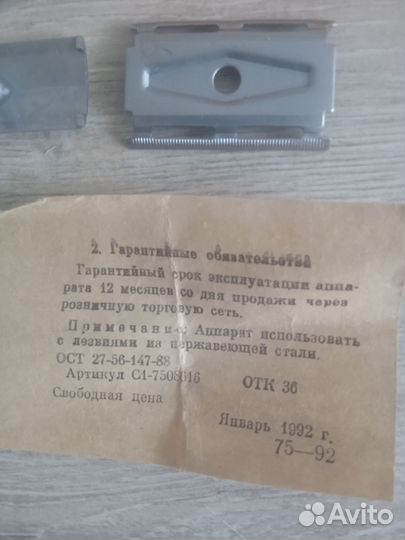 2. Гарантийные обязательства
Гарантийный срок эксплуатации аппа-
рата 12 месяцев со дня продажи через
розничную торговую сеть.
Примечание: Аппарат использовать
с лезвиями из нержавеющей стали.
ОСТ 27-56-147-88
Артикул С1-7508616 ОТК 36
Свободная цена
Январь 1992 г.
75—92
Avito